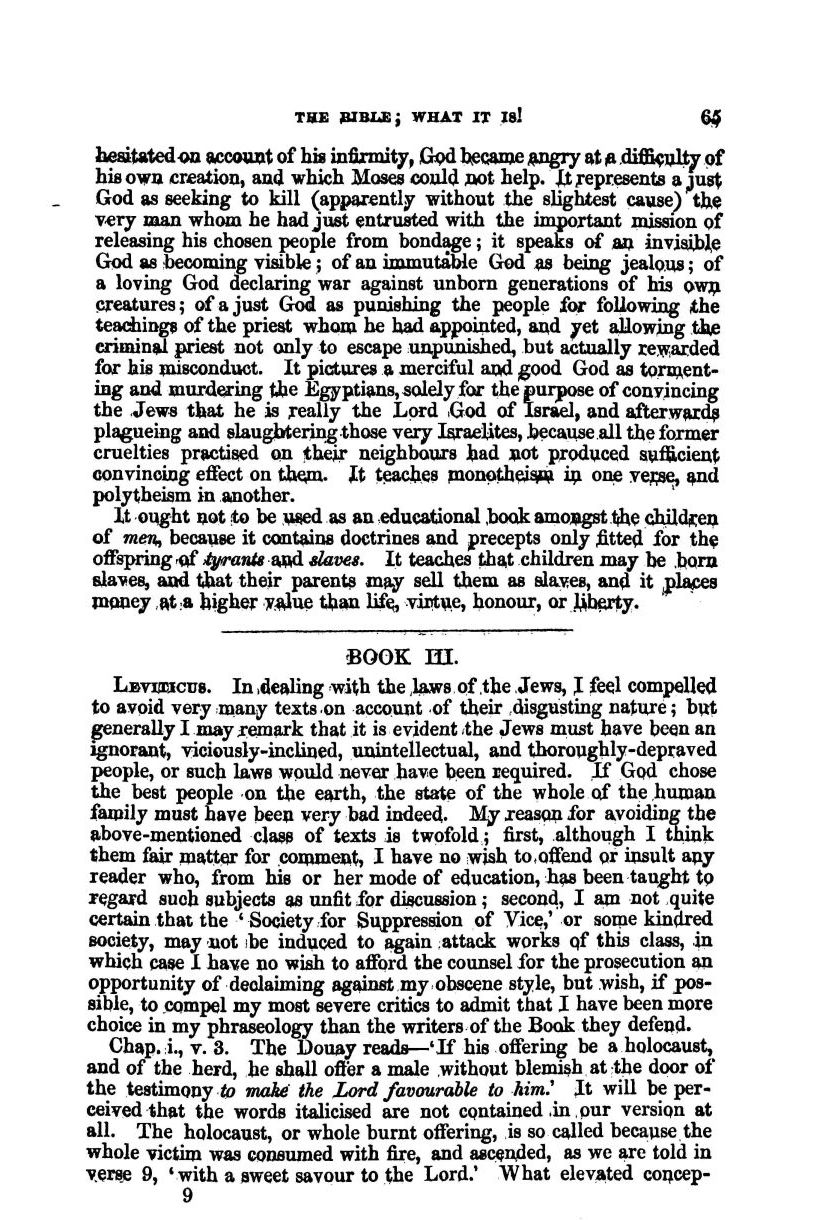 THE BIBLE; WHAT IT IS! 65
hesitated on account of his infirmity, God became angry at a difficulty of
his own creation, and which Moses could not help. It represents a just
God as seeking to kill (apparently without the slightest cause) the
very man whom he had just entrusted with the important mission of
releasing his chosen people from bondage; it speaks of an invisible
God as becoming visible; of an immutable God as being jealous; of
a loving God declaring war against unborn generations of his own
creatures; of a just God as punishing the people for following the
teachings of the priest whom he had appointed, and yet allowing the
criminal priest not only to escape unpunished, but actually rewarded
for his misconduct. It pictures a merciful and good God as torment-
ing and murdering the Egyptians, solely for the purpose of convincing
the Jews that he is really the Lord God of Israel, and afterwards
plagueing and slaughtering those very Israelites, because all the former
cruelties practised on their neighbours had not produced sufficient
convincing effect on them. It teaches monotheism in one verse, and
polytheism in another.
It ought not to be used as an educational book amongst the children
of men, because it contains doctrines and precepts only fitted for the
offspring of tyrants and slaves. It teaches that children may be born
slaves, and that their parents may sell them as slaves, and it places
money at a higher value than life, virtue, honour, or liberty.
BOOK III.
LEVITICUS. In dealing with the laws of the Jews, I feel compelled
to avoid very many texts on account of their disgusting nature; but
generally I may remark that it is evident the Jews must have been an
ignorant, viciously-inclined, unintellectual, and thoroughly-depraved
people, or such laws would never have been required. If God chose
the best people on the earth, the state of the whole of the human
family must have been very bad indeed. My reason for avoiding the
above-mentioned class of texts is twofold; first, although I think
them fair matter for comment, I have no wish to offend or insult any
reader who, from his or her mode of education, has been taught to
regard such subjects as unfit for discussion; second, I am not quite
certain that the ‘Society for Suppression of Vice,’ or some kindred
society, may not be induced to again attack works of this class, in
which case I have no wish to afford the counsel for the prosecution an
opportunity of declaiming against my obscene style, but wish, if pos-
sible, to compel my most severe critics to admit that I have been more
choice in my phraseology than the writers of the Book they defend.
Chap. i., v. 3. The Douay reads—‘If his offering be a holocaust,
and of the herd, he shall offer a male without blemish at the door of
the testimony to make the Lord favourable to him.’ It will be per-
ceived that the words italicised are not contained in our version at
all. The holocaust, or whole burnt offering, is so called because the
whole victim was consumed with fire, and ascended, as we are told in
verse 9, ‘with a sweet savour to the Lord.’ What elevated concep-
9